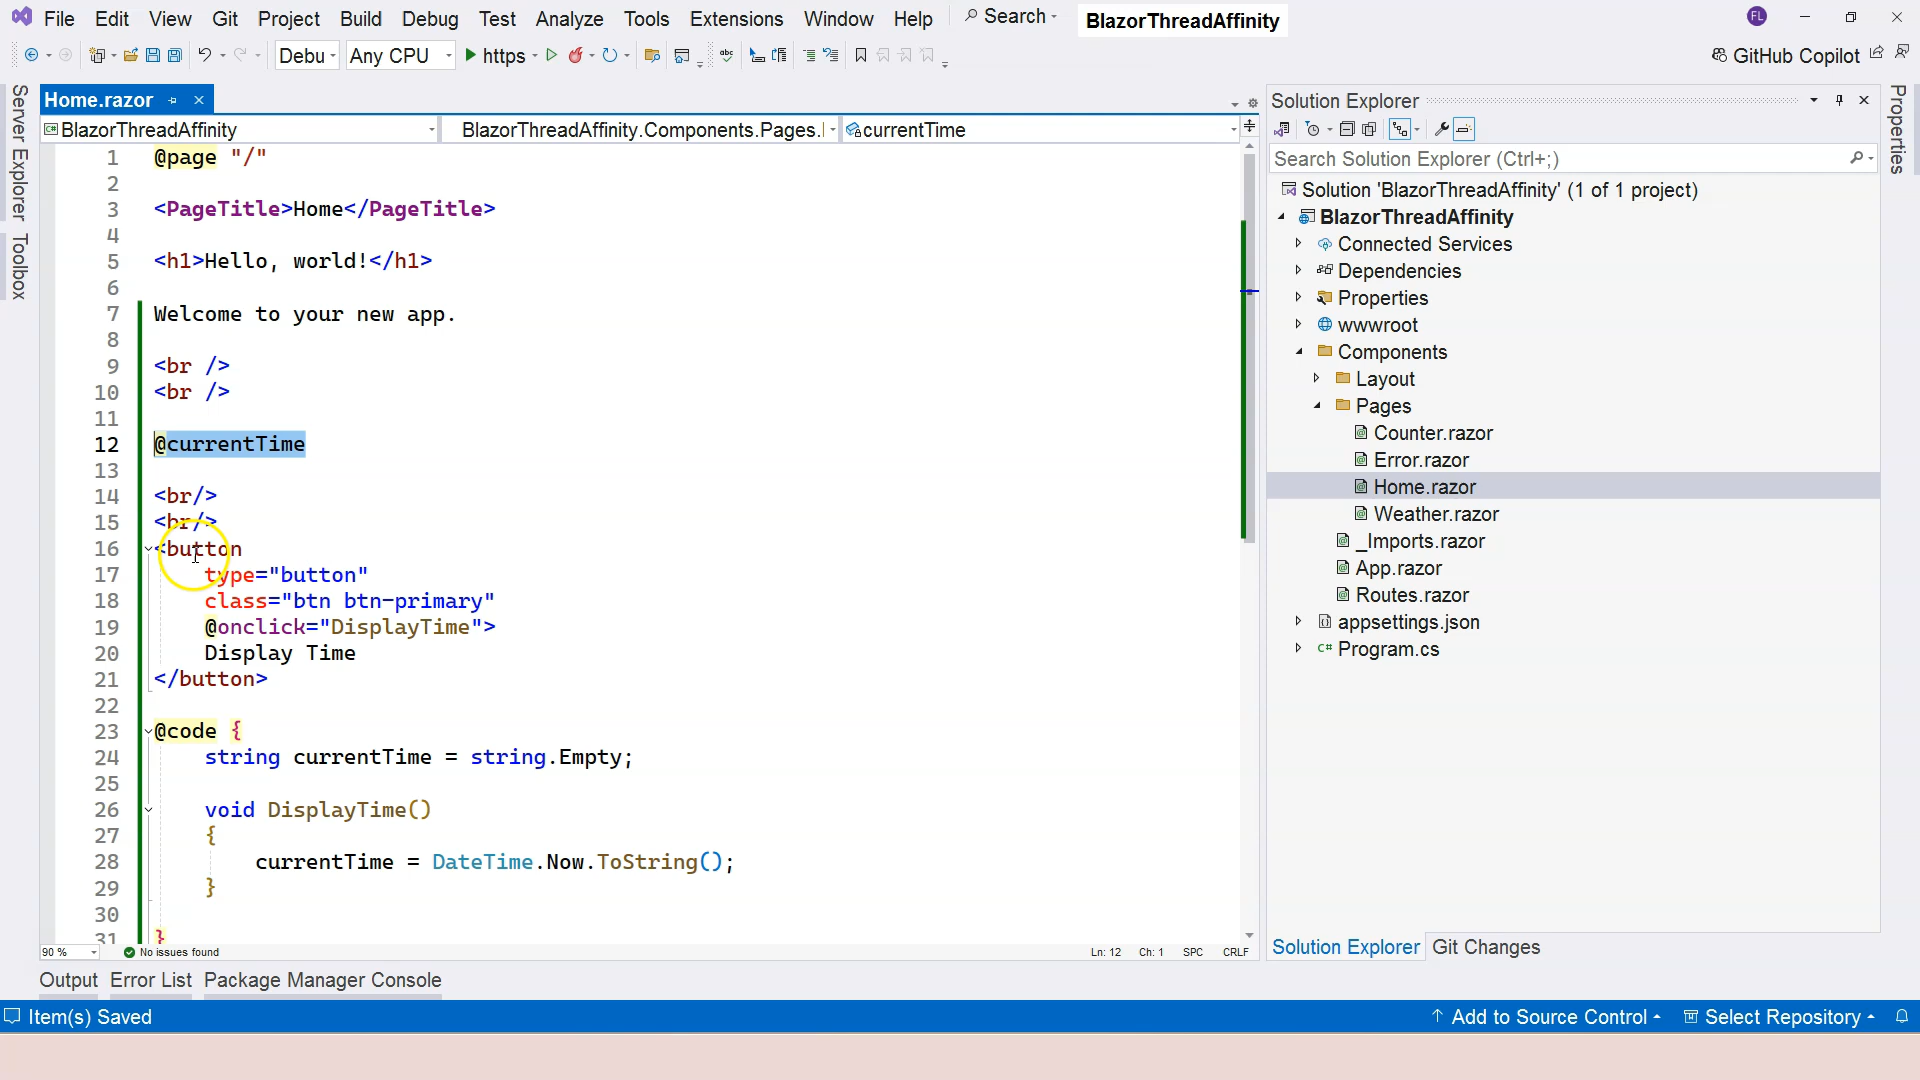 File Edit View Git Project Build Debug Test Analyze Tools Extensions Window Help Search BlazorThreadAffinity FL
Debu Any CPU https abc GitHub Copilot
Server Explorer
Toolbox
Home.razor
BlazorThreadAffinity BlazorThreadAffinity.Components.Pages. currentTime
1 @page "/"
2
3 <PageTitle>Home</PageTitle>
4
5 <h1>Hello, world!</h1>
6
7 Welcome to your new app.
8
9 <br />
10 <br />
11
12 @currentTime
13
14 <br/>
15 <br/>
16 <button
17 type="button"
18 class="btn btn-primary"
19 @onclick="DisplayTime">
20 Display Time
21 </button>
22
23 @code {
24 string currentTime = string.Empty;
25
26 void DisplayTime()
27 {
28 currentTime = DateTime.Now.ToString();
29 }
30
31 }
90 % No issues found Ln: 12 Ch: 1 SPC CRLF
Solution Explorer
Search Solution Explorer (Ctrl+;)
Solution 'BlazorThreadAffinity' (1 of 1 project)
BlazorThreadAffinity
Connected Services
Dependencies
Properties
wwwroot
Components
Layout
Pages
Counter.razor
Error.razor
Home.razor
Weather.razor
_Imports.razor
App.razor
Routes.razor
appsettings.json
C# Program.cs
Solution Explorer Git Changes
Properties
Output Error List Package Manager Console
Item(s) Saved Add to Source Control Select Repository